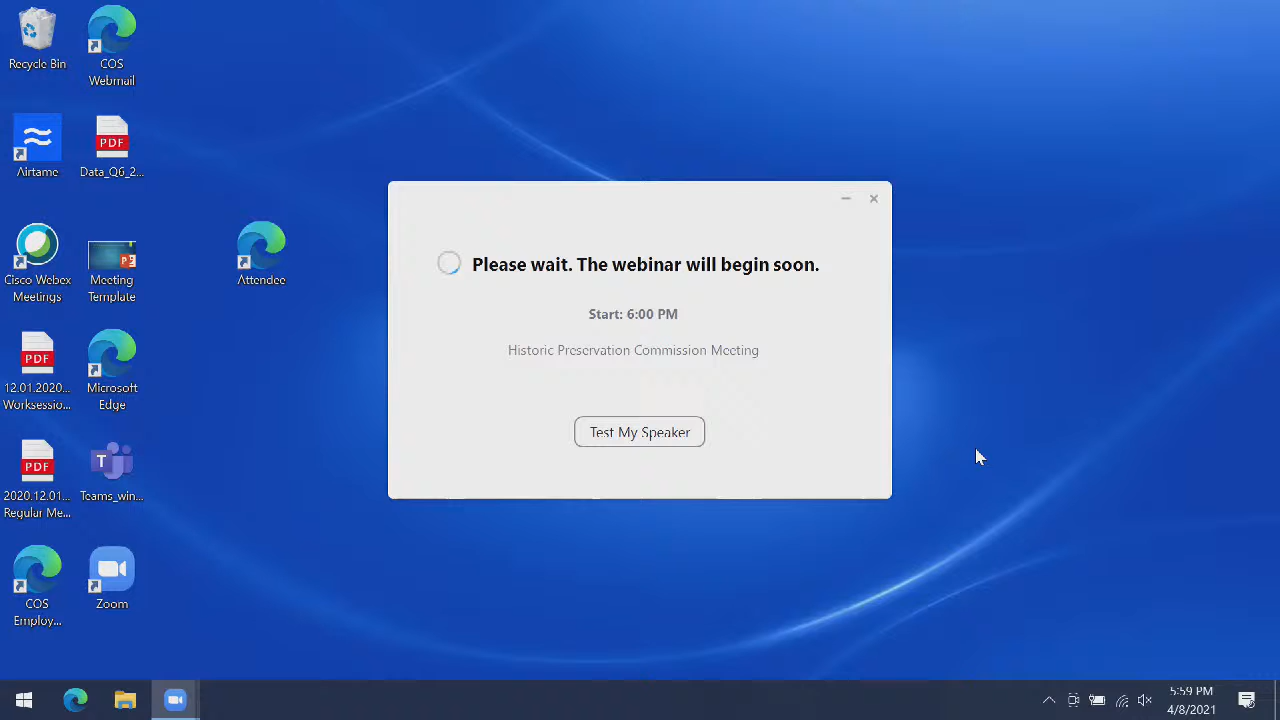 Recycle Bin
COS
Webmail
Airtame
PDF
Data_Q6_2...
Cisco Webex
Meetings
Meeting
Template
Attendee
PDF
12.01.2020...
Worksessio...
Microsoft
Edge
PDF
2020.12.01...
Regular Me...
T
Teams_win...
COS
Employ...
Zoom
Please wait. The webinar will begin soon.
Start: 6:00 PM
Historic Preservation Commission Meeting
Test My Speaker
5:59 PM
4/8/2021